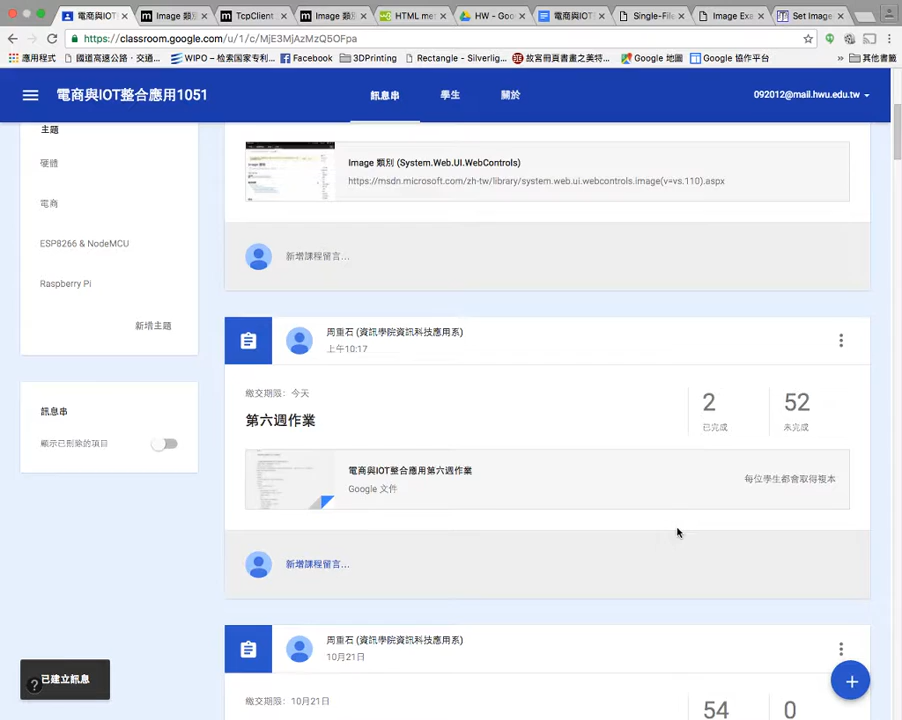 電商與IOT
Image 類別
TcpClient
Image 類別
HTML me
HW - Goo
電商與IOT
Single-File
Image Exa
Set Image
https://classroom.google.com/u/1/c/MjE3MjAzMzQ5OFpa
應用程式
國道高速公路‧交通...
WIPO – 检索国家专利...
Facebook
3DPrinting
Rectangle - Silverlig...
故宮冊頁書畫之美特...
Google 地圖
Google 協作平台
»
其他書籤
電商與IOT整合應用1051
訊息串
學生
關於
092012@mail.hwu.edu.tw
主題
硬體
電商
ESP8266 & NodeMCU
Raspberry Pi
新增主題
訊息串
顯示已刪除的項目
Image 類別 (System.Web.UI.WebControls)
https://msdn.microsoft.com/zh-tw/library/system.web.ui.webcontrols.image(v=vs.110).aspx
新增課程留言...
周重石 (資訊學院資訊科技應用系)
上午10:17
繳交期限：今天
第六週作業
2
已完成
52
未完成
電商與IOT整合應用第六週作業
Google 文件
每位學生都會取得複本
新增課程留言...
周重石 (資訊學院資訊科技應用系)
10月21日
繳交期限：10月21日
54
0
?
已建立訊息
+